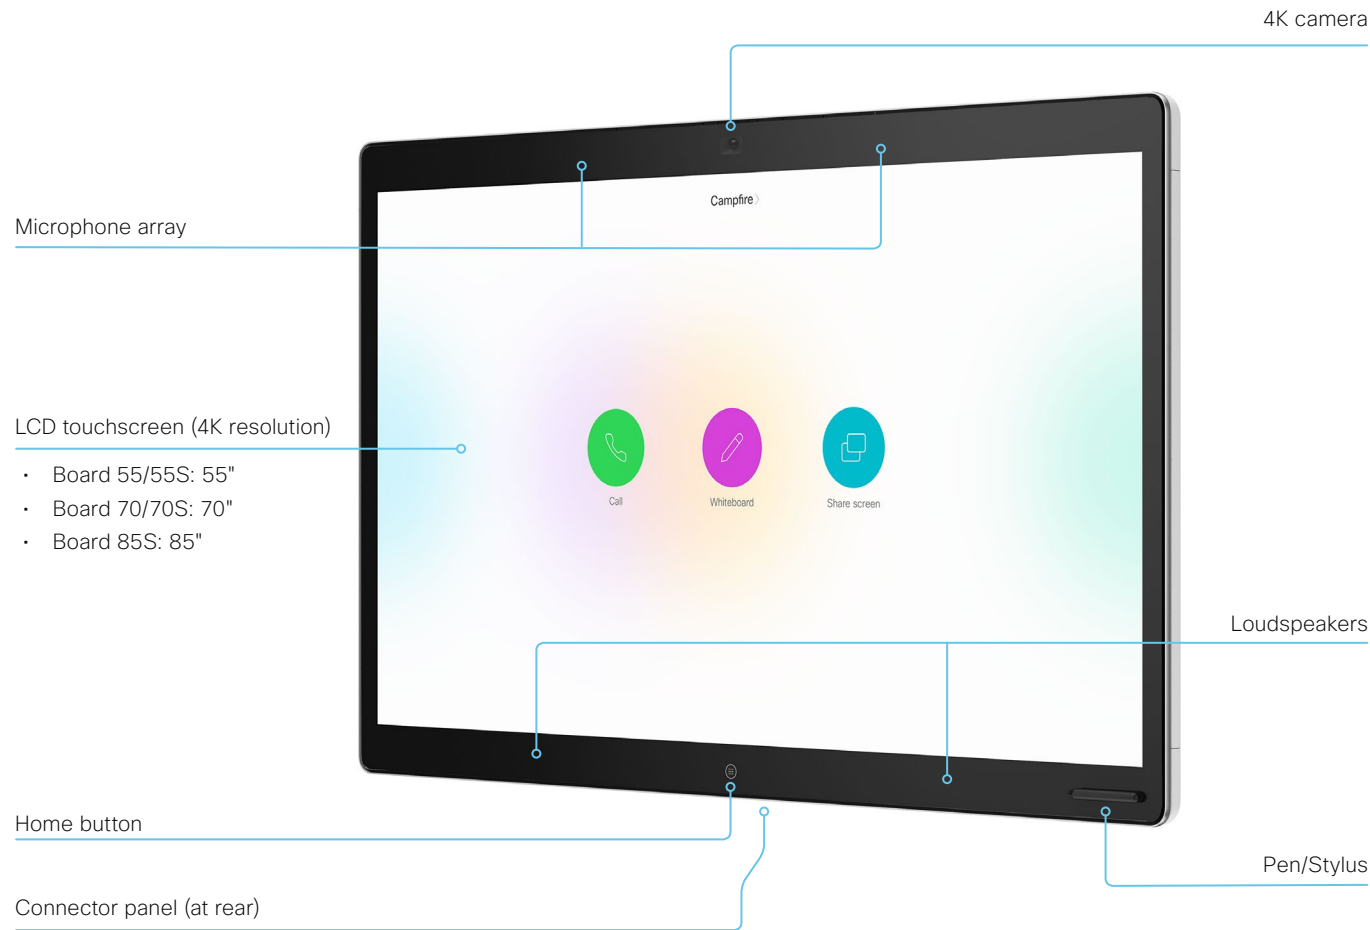 4K camera
Campfire
Microphone array
LCD touchscreen (4K resolution)
• Board 55/55S: 55"
• Board 70/70S: 70"
• Board 85S: 85"
Call
Whiteboard
Share screen
Loudspeakers
Home button
Pen/Stylus
Connector panel (at rear)